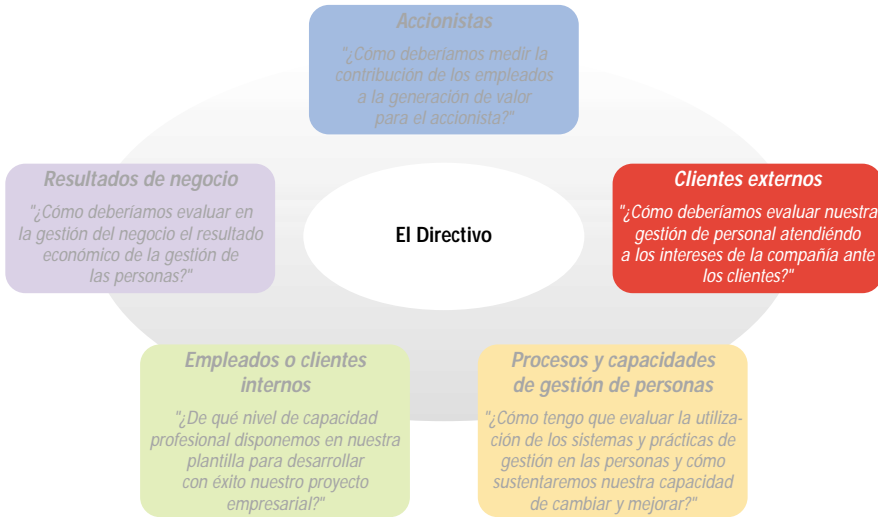 Accionistas
"¿Cómo deberíamos medir la
contribución de los empleados
a la generación de valor
para el accionista?"
Resultados de negocio
"¿Cómo deberíamos evaluar en
la gestión del negocio el resultado
económico de la gestión de
las personas?"
El Directivo
Clientes externos
"¿Cómo deberíamos evaluar nuestra
gestión de personal atendiéndo
a los intereses de la compañía ante
los clientes?"
Empleados o clientes
internos
"¿De qué nivel de capacidad
profesional disponemos en nuestra
plantilla para desarrollar
con éxito nuestro proyecto
empresarial?"
Procesos y capacidades
de gestión de personas
"¿Cómo tengo que evaluar la utiliza-
ción de los sistemas y prácticas de
gestión en las personas y cómo
sustentaremos nuestra capacidad
de cambiar y mejorar?"